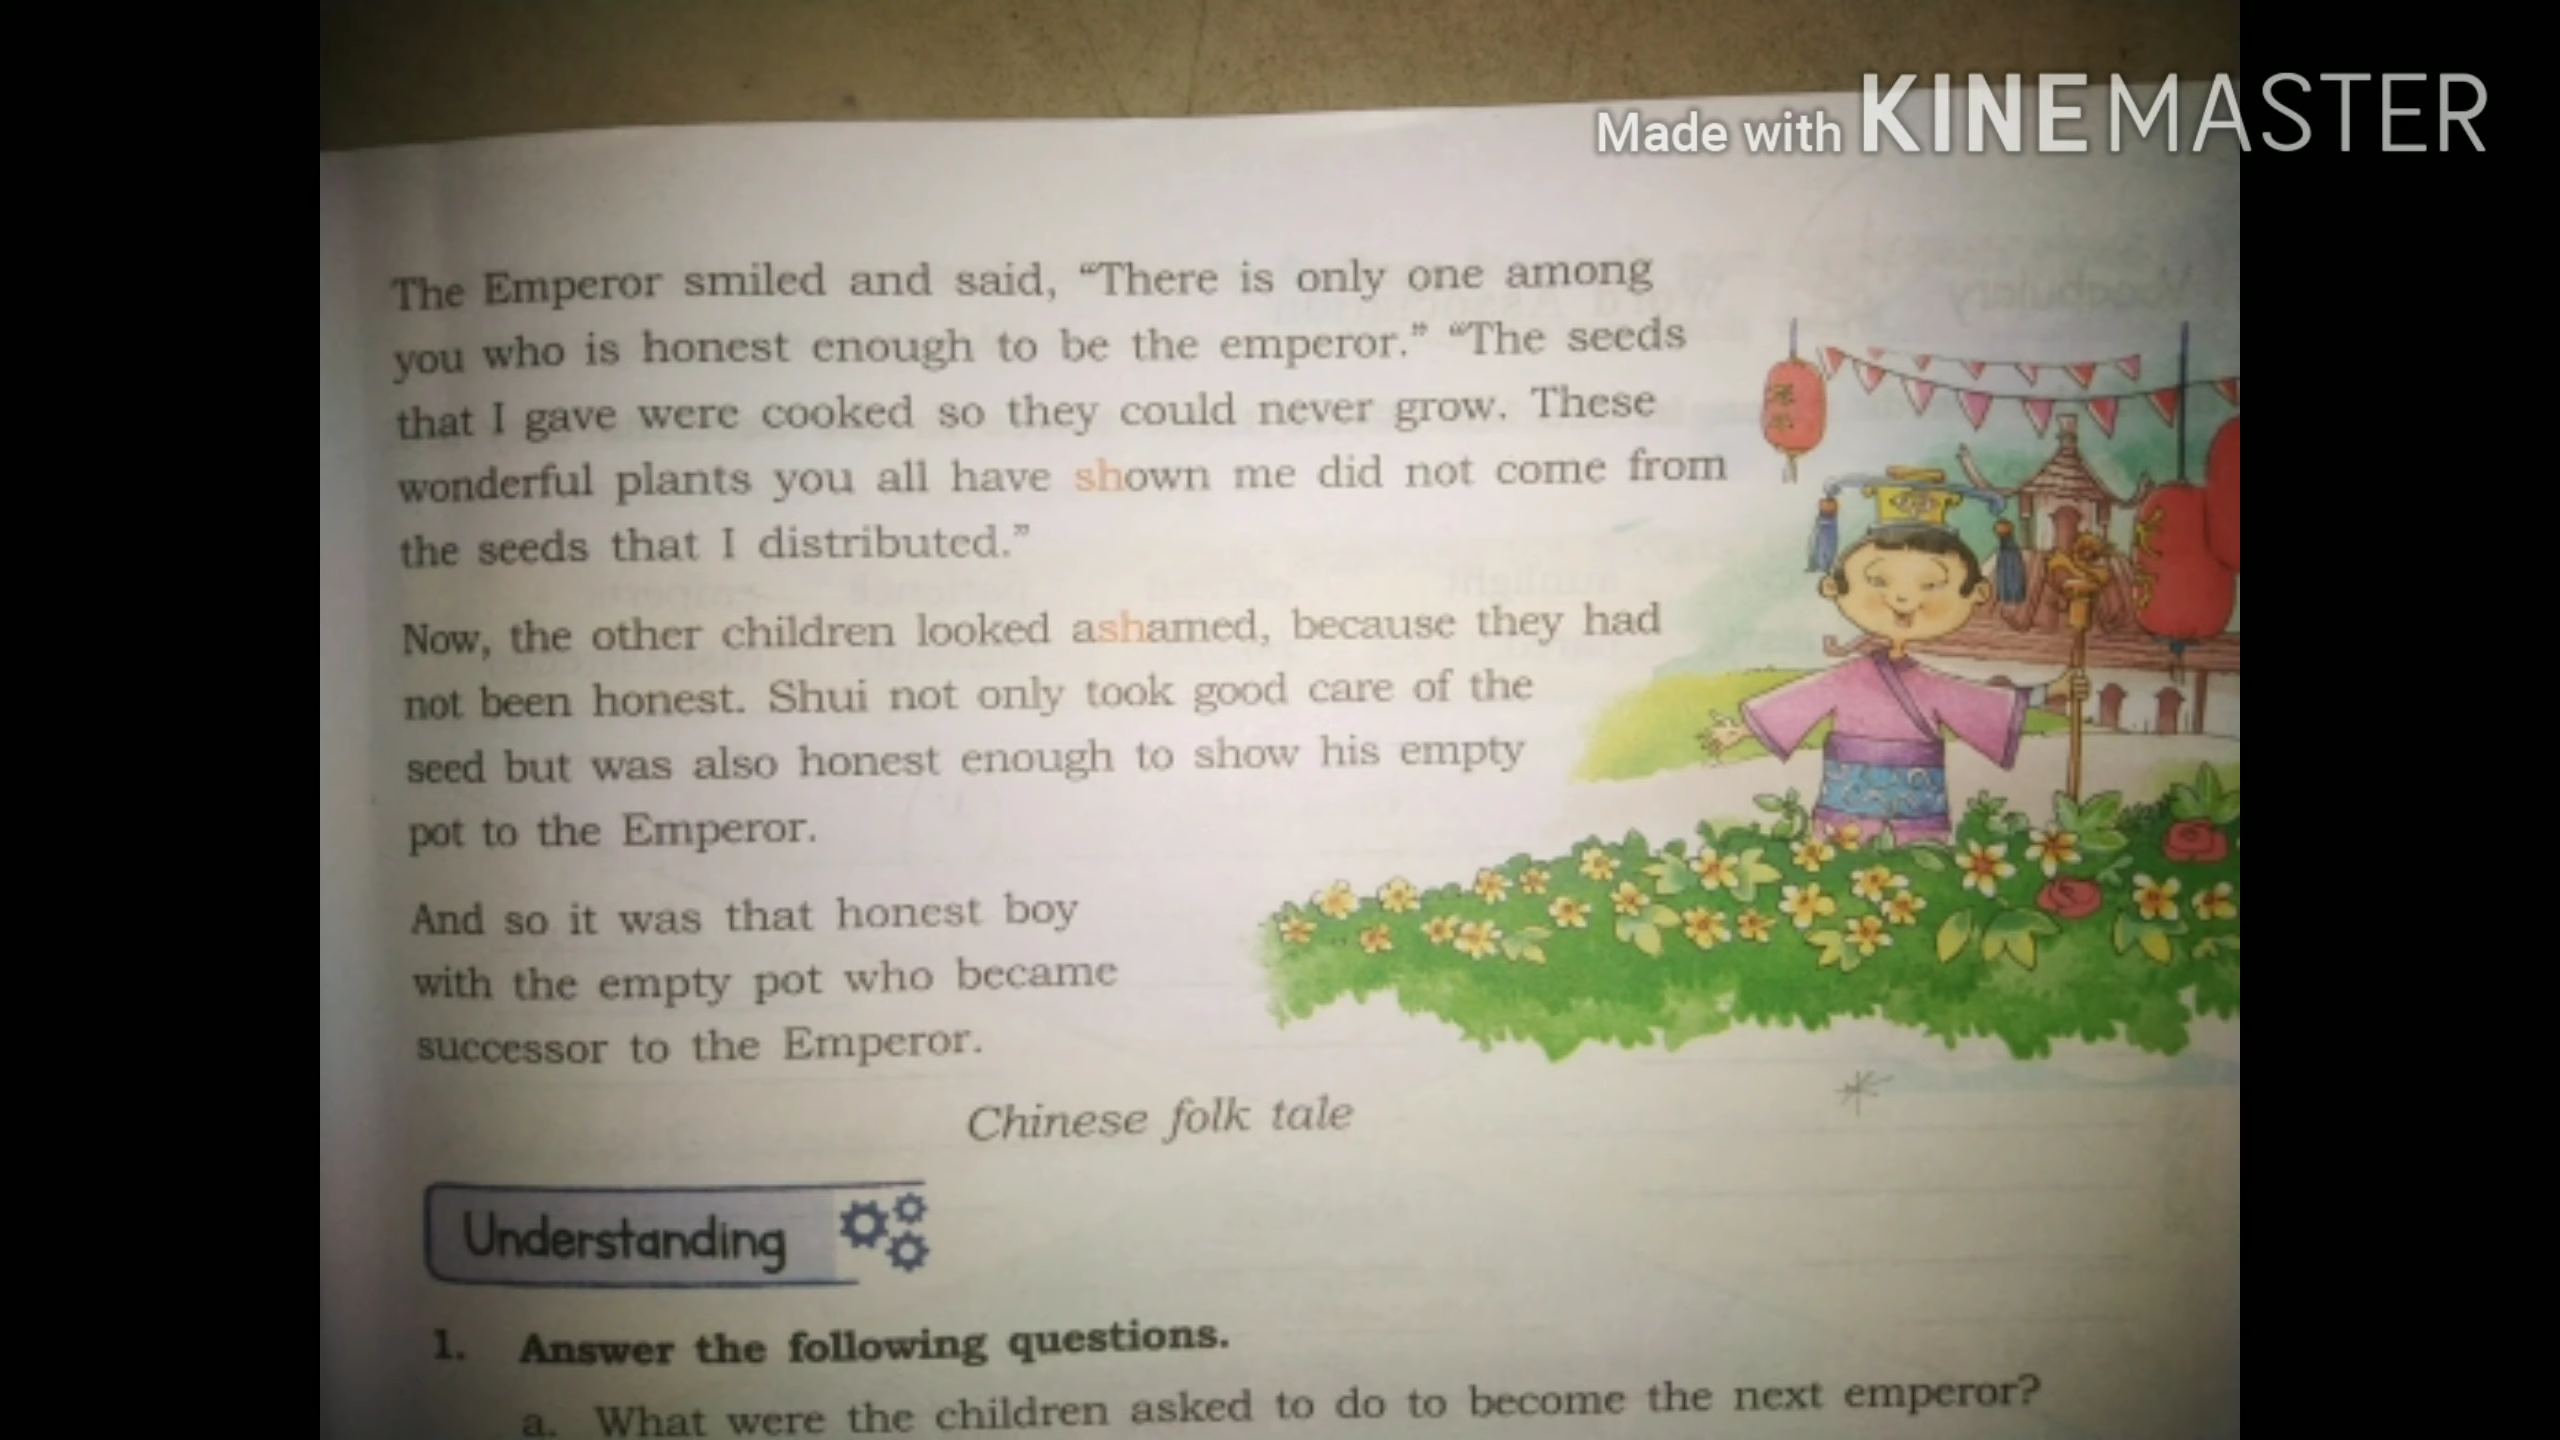 Made with KINEMASTER
The Emperor smiled and said, “There is only one among
you who is honest enough to be the emperor.” “The seeds
that I gave were cooked so they could never grow. These
wonderful plants you all have shown me did not come from
the seeds that I distributed.”
Now, the other children looked ashamed, because they had
not been honest. Shui not only took good care of the
seed but was also honest enough to show his empty
pot to the Emperor.
And so it was that honest boy
with the empty pot who became
successor to the Emperor.
Chinese folk tale
Understanding
1. Answer the following questions.
a. What were the children asked to do to become the next emperor?